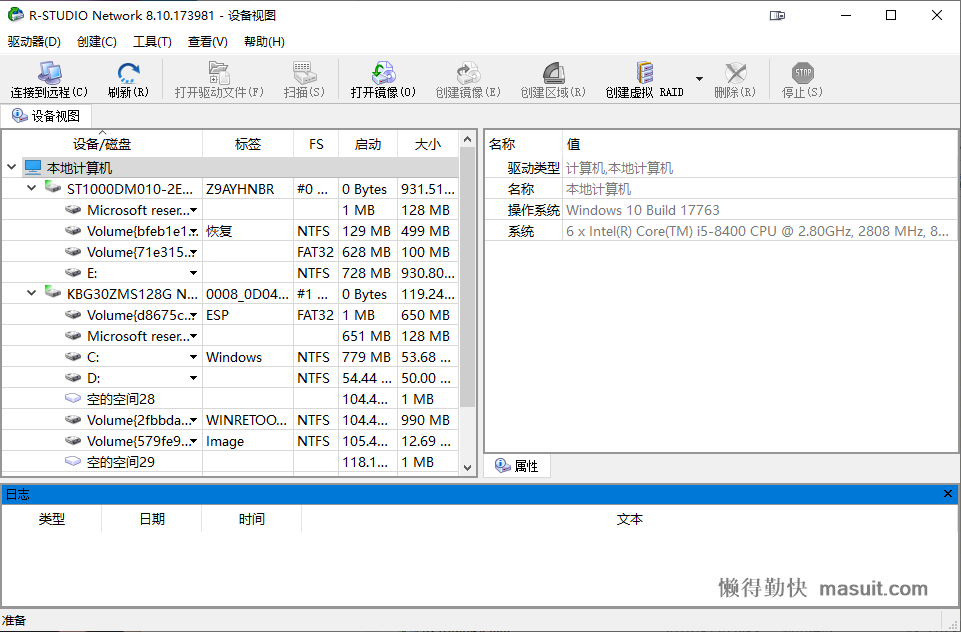 R-STUDIO Network 8.10.173981 - 设备视图
驱动器(D) 创建(C) 工具(T) 查看(V) 帮助(H)
连接到远程(C) 刷新(R) 打开驱动文件(F) 扫描(S) 打开镜像(O) 创建镜像(E) 创建区域(R) 创建虚拟 RAID 删除(R) STOP 停止(S)
设备视图
设备/磁盘 标签 FS 启动 大小
本地计算机
ST1000DM010-2E... Z9AYHNBR #0 ... 0 Bytes 931.51...
Microsoft reser... 1 MB 128 MB
Volume{bfeb1e1... 恢复 NTFS 129 MB 499 MB
Volume{71e315... FAT32 628 MB 100 MB
E: NTFS 728 MB 930.80...
KBG30ZMS128G N... 0008_0D04... #1 ... 0 Bytes 119.24...
Volume{d8675c... ESP FAT32 1 MB 650 MB
Microsoft reser... 651 MB 128 MB
C: Windows NTFS 779 MB 53.68 ...
D: NTFS 54.44 ... 50.00 ...
空的空间28 104.4... 1 MB
Volume{2fbbda... WINRETOO... NTFS 104.4... 990 MB
Volume{579fe9... Image NTFS 105.4... 12.69 ...
空的空间29 118.1... 1 MB
名称 值
驱动类型 计算机,本地计算机
名称 本地计算机
操作系统 Windows 10 Build 17763
系统 6 x Intel(R) Core(TM) i5-8400 CPU @ 2.80GHz, 2808 MHz, 8...
属性
日志
类型 日期 时间 文本
懒得勤快 masuit.com
准备